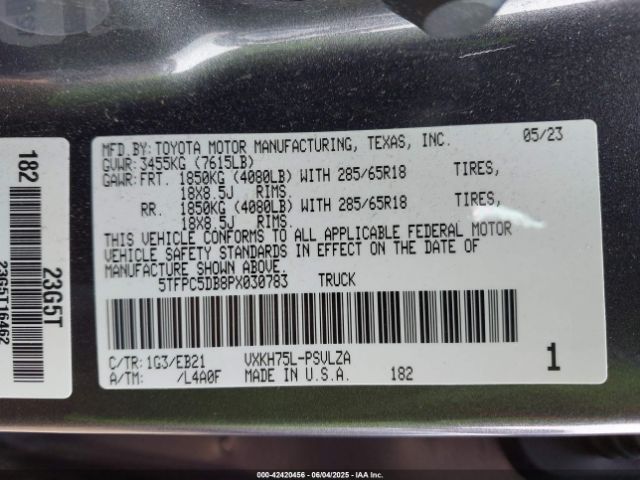 MFD.BY:TOYOTA MOTOR MANUFACTURING, TEXAS, INC. 05/23
GVWR:3455KG (7615LB)
GAWR:FRT. 1850KG (4080LB) WITH 285/65R18 TIRES,
18X8.5J RIMS.
RR. 1850KG (4080LB) WITH 285/65R18 TIRES,
18X8.5J RIMS.
THIS VEHICLE CONFORMS TO ALL APPLICABLE FEDERAL MOTOR
VEHICLE SAFETY STANDARDS IN EFFECT ON THE DATE OF
MANUFACTURE SHOWN ABOVE.
5TFPC5DB8PX030783 TRUCK
C/TR:1G3/EB21 VXKH75L-PSVLZA 1
A/TM: /L4A0F MADE IN U.S.A. 182
182
23G5T
23G5T16462
000-42420456 - 06/04/2025 - IAA Inc.